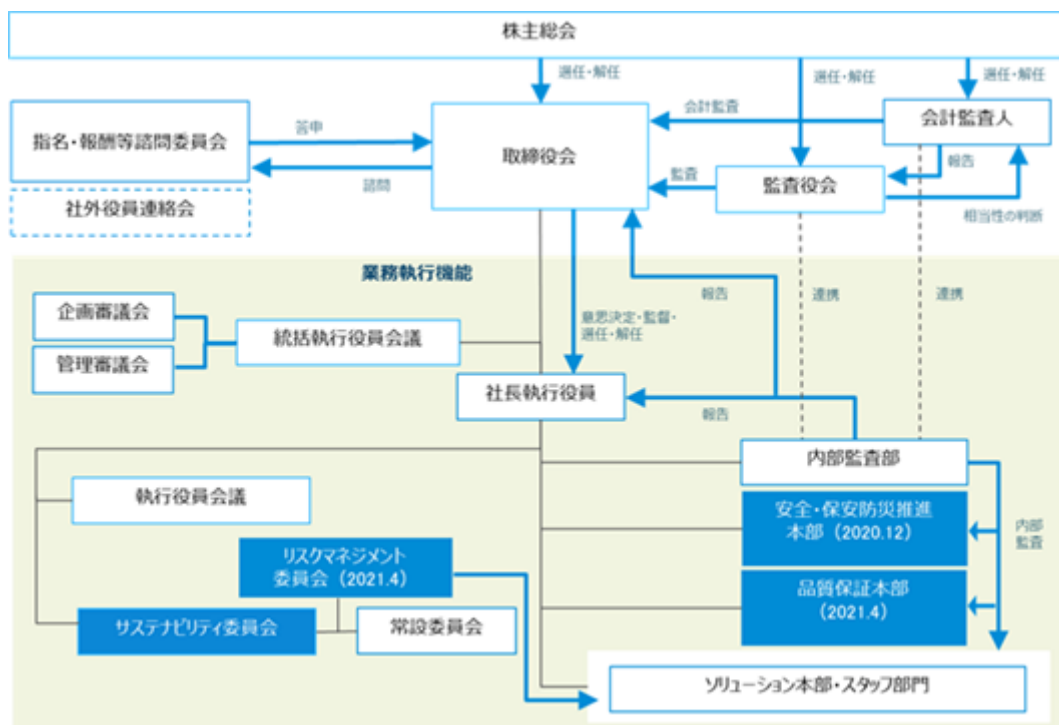 株主総会
選任・解任
選任・解任
選任・解任
指名・報酬等諮問委員会
答申
諮問
取締役会
会計監査
会計監査人
監査
監査役会
報告
相当性の判断
社外役員連絡会
業務執行機能
企画審議会
管理審議会
統括執行役員会議
意思決定・監督・
選任・解任
報告
連携
連携
社長執行役員
報告
内部監査部
執行役員会議
安全・保安防災推進
本部（2020.12）
内部
監査
リスクマネジメント
委員会（2021.4）
品質保証本部
（2021.4）
サステナビリティ委員会
常設委員会
ソリューション本部・スタッフ部門